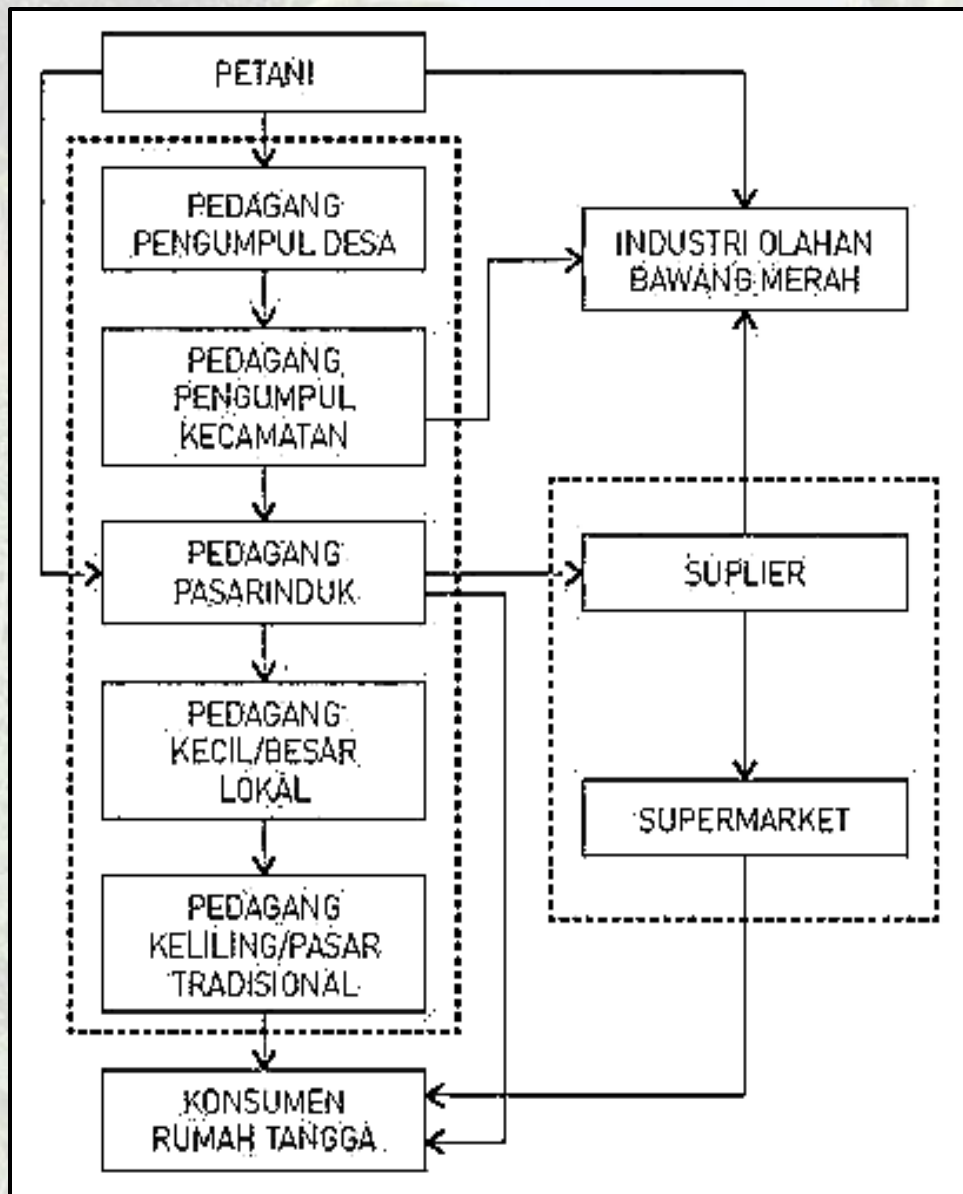 PETANI
PEDAGANG
PENGUMPUL DESA
INDUSTRI OLAHAN
BAWANG MERAH
PEDAGANG
PENGUMPUL
KECAMATAN
PEDAGANG
PASARINDUK
SUPLIER
PEDAGANG
KECIL/BESAR
LOKAL
SUPERMARKET
PEDAGANG
KELILING/PASAR
TRADISIONAL
KONSUMEN
RUMAH TANGGA